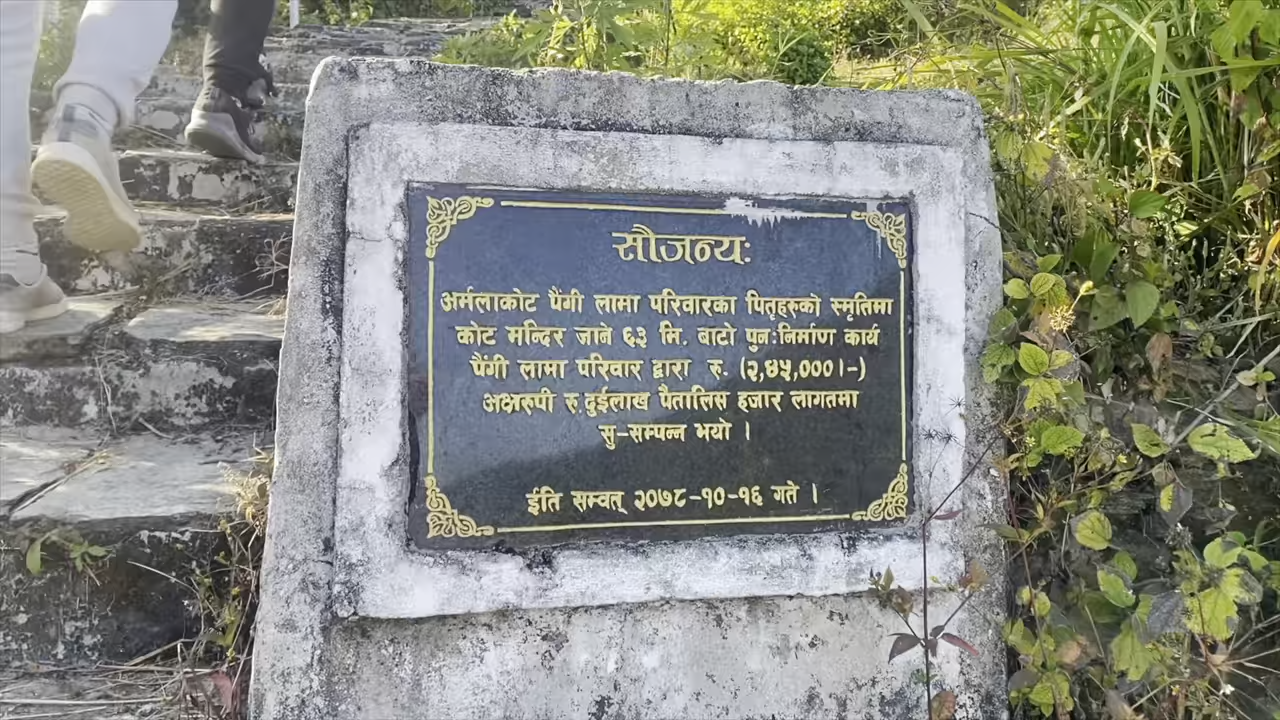 सौजन्य:
अर्मलाकोट पैंगी लामा परिवारका पितृहरुको स्मृतिमा
कोट मन्दिर जाने ६३ मि. बाटो पुन:निर्माण कार्य
पैंगी लामा परिवार द्वारा रु. (२,४५,०००।-)
अक्षरुपी रु.दुईलाख पैतालिस हजार लागतमा
सु-सम्पन्न भयो ।
ईति सम्वत् २०७८-१०-१६ गते ।